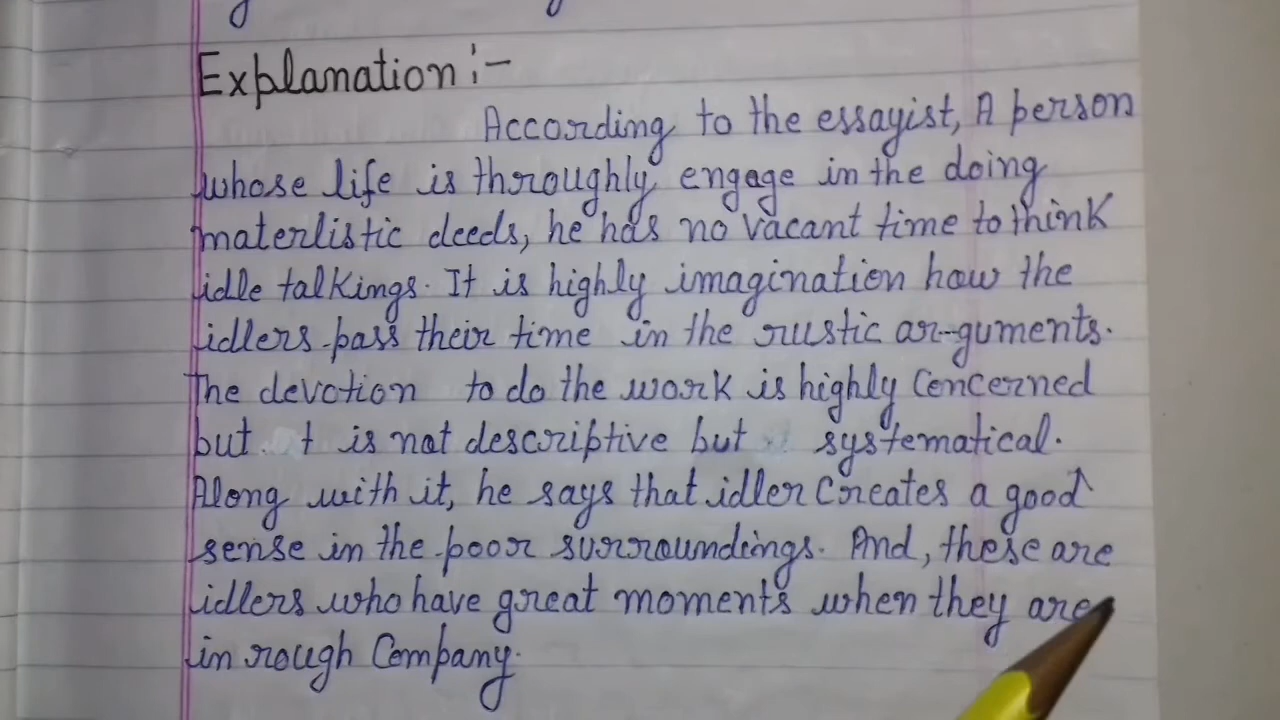 Explanation :-
According to the essayist, A person
whose life is throughly engage in the doing
materlistic deeds, he has no vacant time to think
idle talkings. It is highly imagination how the
idlers pass their time in the rustic ar-guments.
The devotion to do the work is highly concerned
but it is not descriptive but systematical.
Along with it, he says that idler creates a good
sense in the poor surroundings. And, these are
idlers who have great moments when they are
in rough Company.